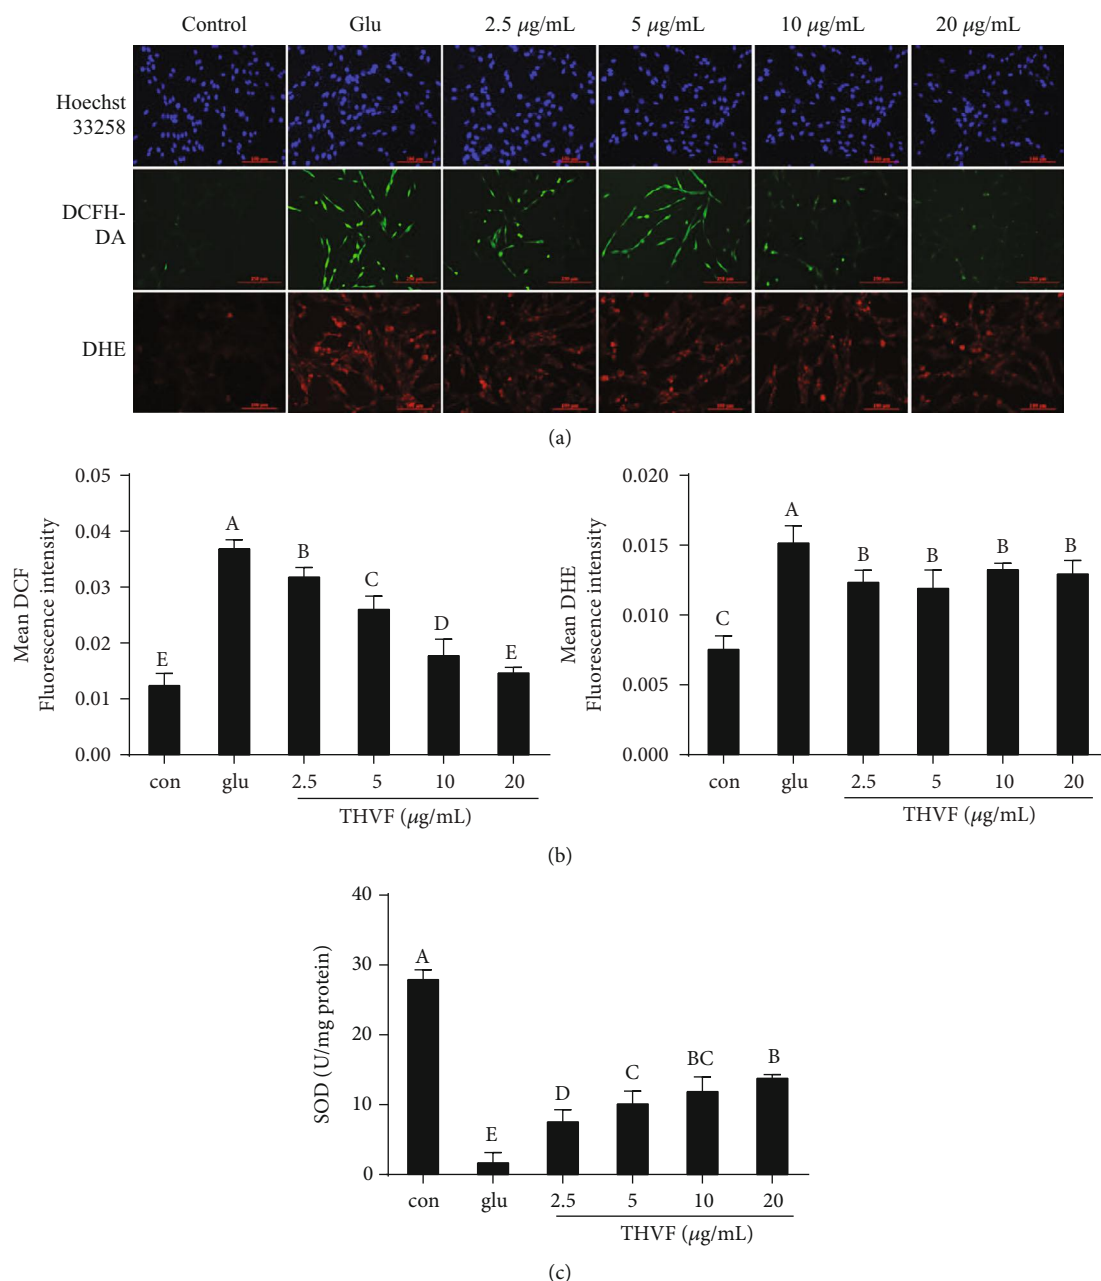 Control Glu 2.5 μg/mL 5 μg/mL 10 μg/mL 20 μg/mL
Hoechst
33258
DCFH-
DA
DHE
(a)
Mean DCF
Fluorescence intensity
0.05
0.04
0.03
0.02
0.01
0.00
E A B C D E
con glu 2.5 5 10 20
THVF (μg/mL)
Mean DHE
Fluorescence intensity
0.020
0.015
0.010
0.005
0.000
C A B B B B
con glu 2.5 5 10 20
THVF (μg/mL)
(b)
SOD (U/mg protein)
40
30
20
10
0
A E D C BC B
con glu 2.5 5 10 20
THVF (μg/mL)
(c)